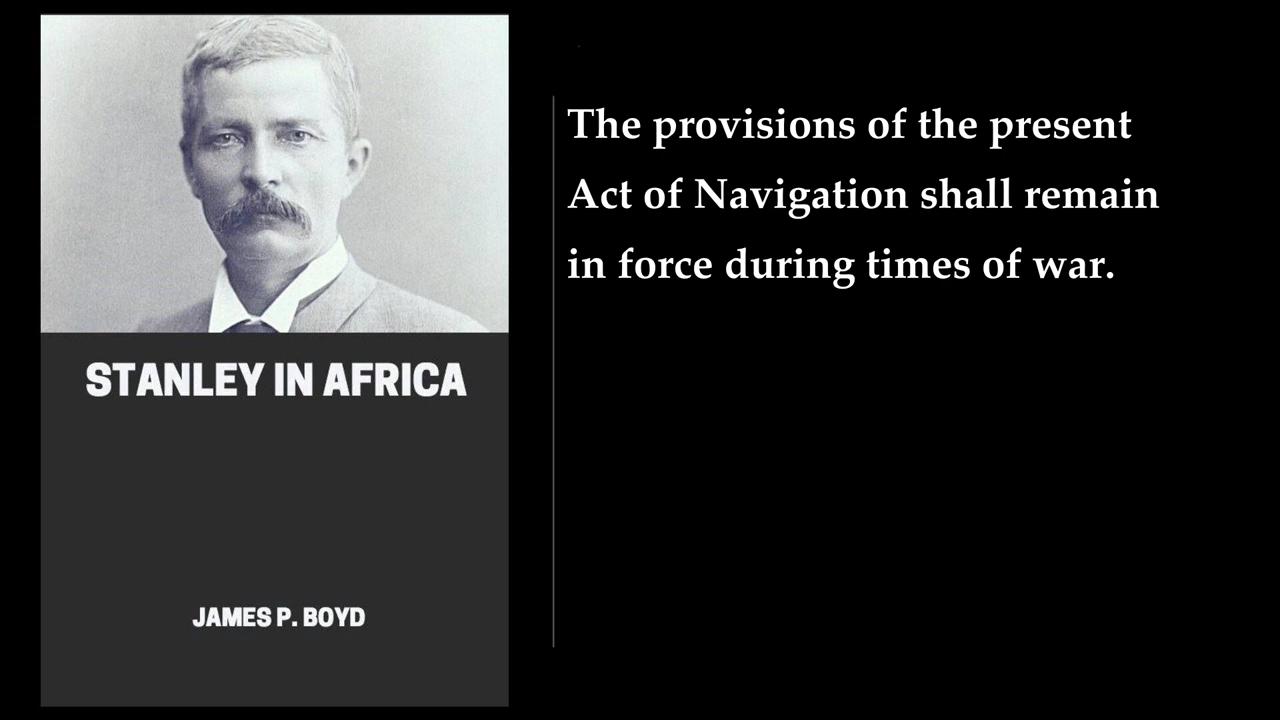 STANLEY IN AFRICA
JAMES P. BOYD
The provisions of the present
Act of Navigation shall remain
in force during times of war.